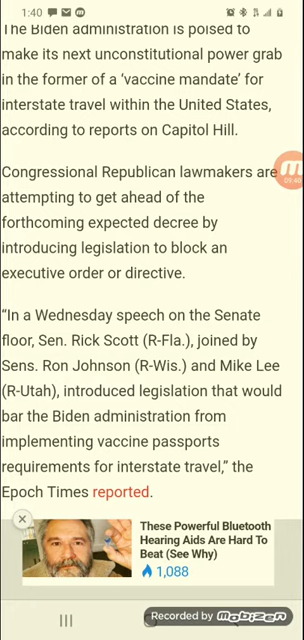 1:40
The Biden administration is poised to
make its next unconstitutional power grab
in the former of a ‘vaccine mandate’ for
interstate travel within the United States,
according to reports on Capitol Hill.
Congressional Republican lawmakers are
attempting to get ahead of the
forthcoming expected decree by
introducing legislation to block an
executive order or directive.
“In a Wednesday speech on the Senate
floor, Sen. Rick Scott (R-Fla.), joined by
Sens. Ron Johnson (R-Wis.) and Mike Lee
(R-Utah), introduced legislation that would
bar the Biden administration from
implementing vaccine passports
requirements for interstate travel,” the
Epoch Times reported.
These Powerful Bluetooth
Hearing Aids Are Hard To
Beat (See Why)
1,088
Recorded by Mobizen